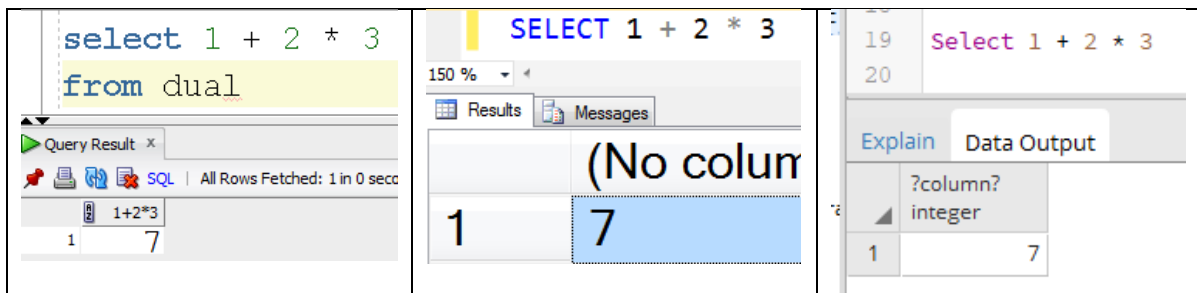 select 1 + 2 * 3
from dual
Query Result x
SQL | All Rows Fetched: 1 in 0 seco
1+2*3
1 7
SELECT 1 + 2 * 3
150 %
Results Messages
(No colum
1 7
19 Select 1 + 2 * 3
20
Explain Data Output
?column?
integer
1 7